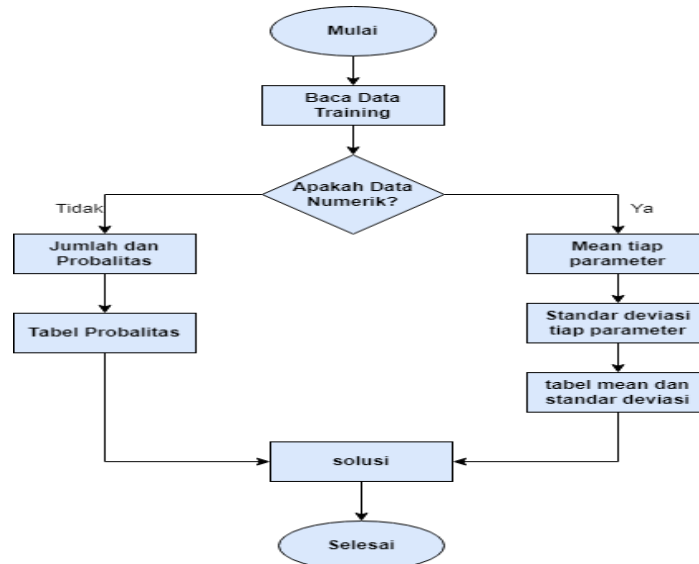 Mulai
Baca Data
Training
Apakah Data
Numerik?
Tidak
Ya
Jumlah dan
Probalitas
Mean tiap
parameter
Tabel Probalitas
Standar deviasi
tiap parameter
tabel mean dan
standar deviasi
solusi
Selesai